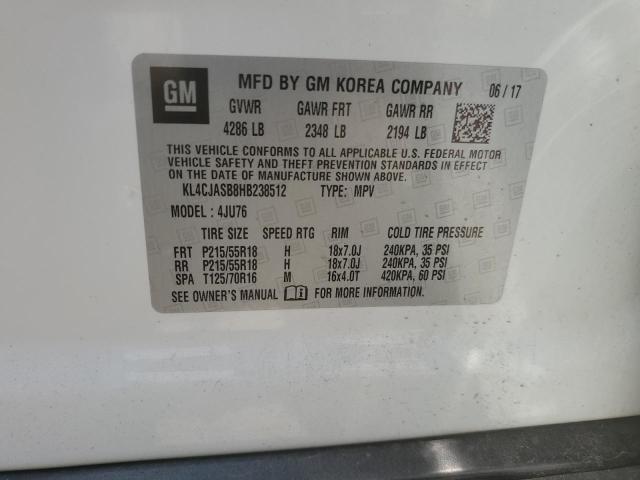 GM
MFD BY GM KOREA COMPANY 06 / 17
GVWR GAWR FRT GAWR RR
4286 LB 2348 LB 2194 LB
THIS VEHICLE CONFORMS TO ALL APPLICABLE U.S. FEDERAL MOTOR
VEHICLE SAFETY AND THEFT PREVENTION STANDARDS IN EFFECT
ON THE DATE OF MANUFACTURE SHOWN ABOVE.
KL4CJASB8HB238512 TYPE: MPV
MODEL : 4JU76
TIRE SIZE SPEED RTG RIM COLD TIRE PRESSURE
FRT P215/55R18 H 18x7.0J 240KPA, 35 PSI
RR P215/55R18 H 18x7.0J 240KPA, 35 PSI
SPA T125/70R16 M 16x4.0T 420KPA, 60 PSI
SEE OWNER'S MANUAL FOR MORE INFORMATION.